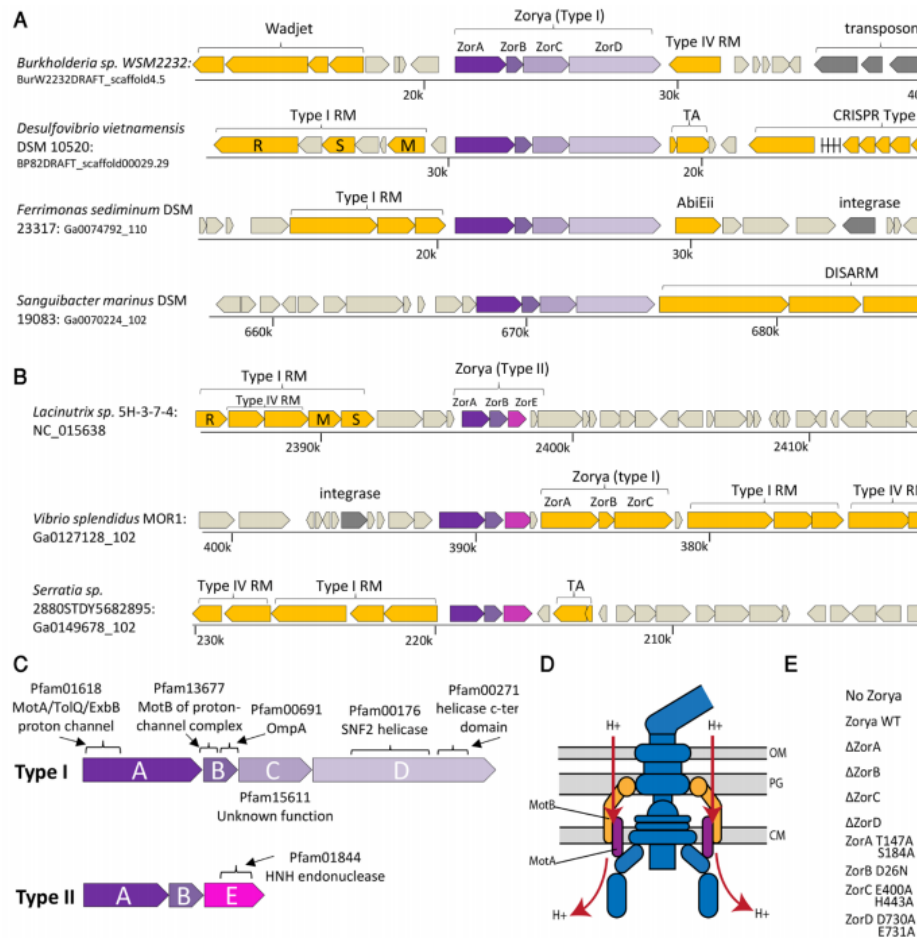 A
Zorya (Type I)
Wadjet
ZorA ZorB ZorC ZorD
Type IV RM
transposon
Burkholderia sp. WSM2232:
BurW2232DRAFT_scaffold4.5
20k 30k 40
Desulfovibrio vietnamensis
DSM 10520:
BP82DRAFT_scaffold00029.29
Type I RM
TA
CRISPR Type
R S M
30k 20k
Ferrimonas sediminum DSM
23317: Ga0074792_110
Type I RM
AbiEii
integrase
20k 30k
Sanguibacter marinus DSM
19083: Ga0070224_102
DISARM
660k 670k 680k
B
Zorya (Type II)
Type I RM
Type IV RM
ZorA ZorB ZorE
Lacinutrix sp. 5H-3-7-4:
NC_015638
R M S
2390k 2400k 2410k
Zorya (type I)
integrase
ZorA ZorB ZorC
Type I RM
Type IV RM
Vibrio splendidus MOR1:
Ga0127128_102
400k 390k 380k
Serratia sp.
2880STDY5682895:
Ga0149678_102
Type IV RM
Type I RM
TA
230k 220k 210k
C
Pfam01618
MotA/TolQ/ExbB
proton channel
Pfam13677
MotB of proton-
channel complex
Pfam00691
OmpA
Pfam00176
SNF2 helicase
Pfam00271
helicase c-ter
domain
Type I
A B C D
Pfam15611
Unknown function
Pfam01844
HNH endonuclease
Type II
A B E
D
H+ H+
OM
PG
MotB
CM
MotA
H+ H+
E
No Zorya
Zorya WT
ΔZorA
ΔZorB
ΔZorC
ΔZorD
ZorA T147A
S184A
ZorB D26N
ZorC E400A
H443A
ZorD D730A
E731A